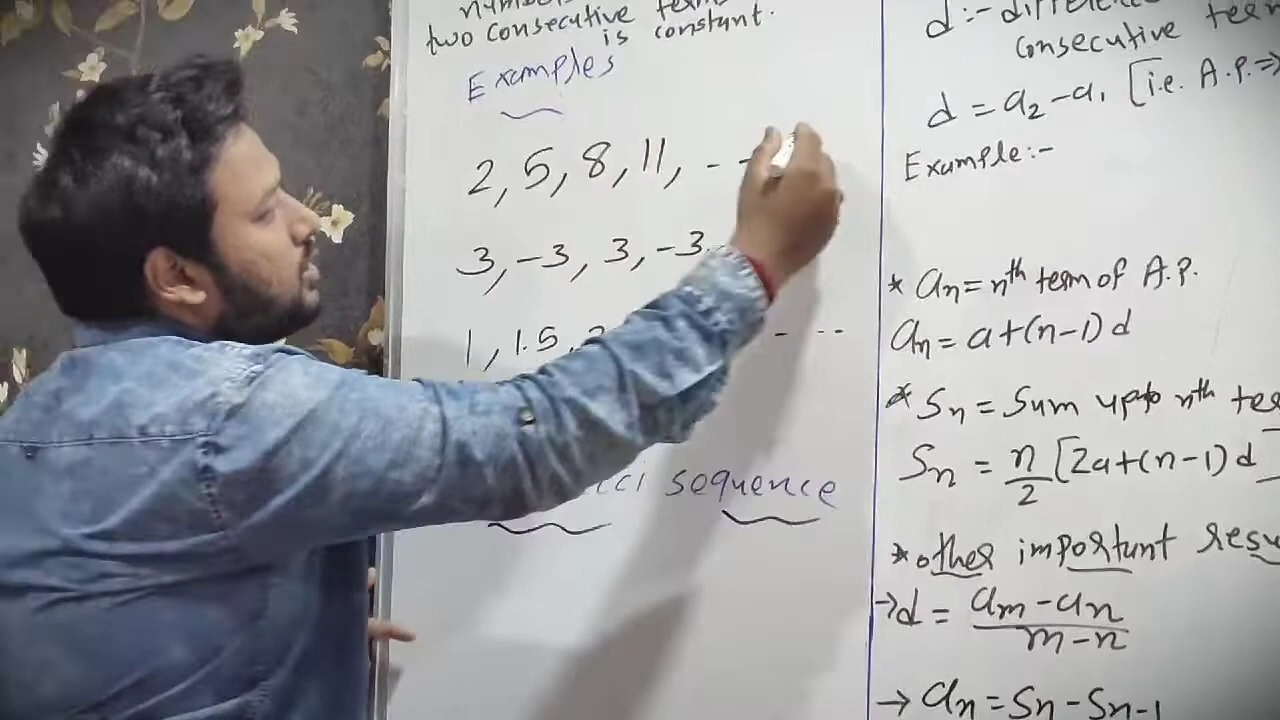 two consecutive
is constant.
Examples
2, 5, 8, 11, - -
3, -3, 3, -3
1, 1.5, - - -
sequence
d:- difference
consecutive
d = a₂ - a₁ [i.e. A.P. ⇒
Example:-
* aₙ = nᵗʰ term of A.P.
aₙ = a + (n-1) d
* Sₙ = Sum upto nᵗʰ
Sₙ = n/2 [2a + (n-1) d
* other important
→ d = aₘ - aₙ / m - n
→ aₙ = Sₙ - Sₙ-1